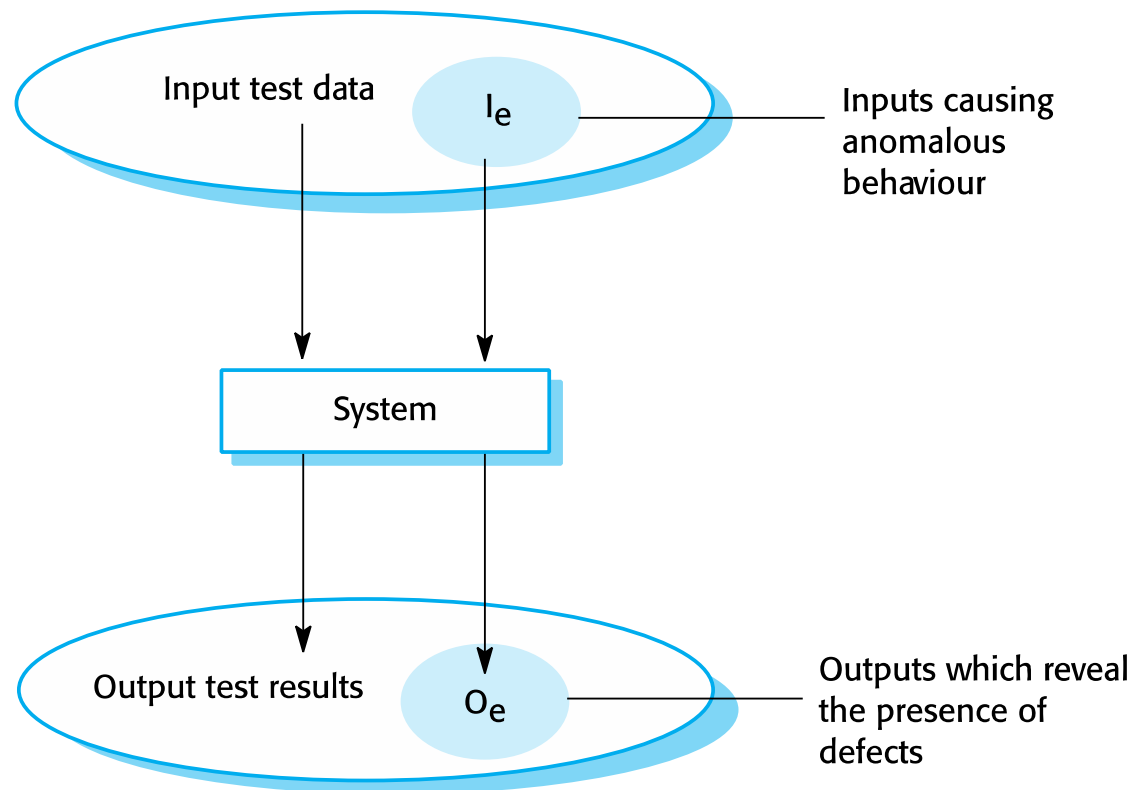 Input test data
Ie
Inputs causing
anomalous
behaviour
System
Output test results
Oe
Outputs which reveal
the presence of
defects